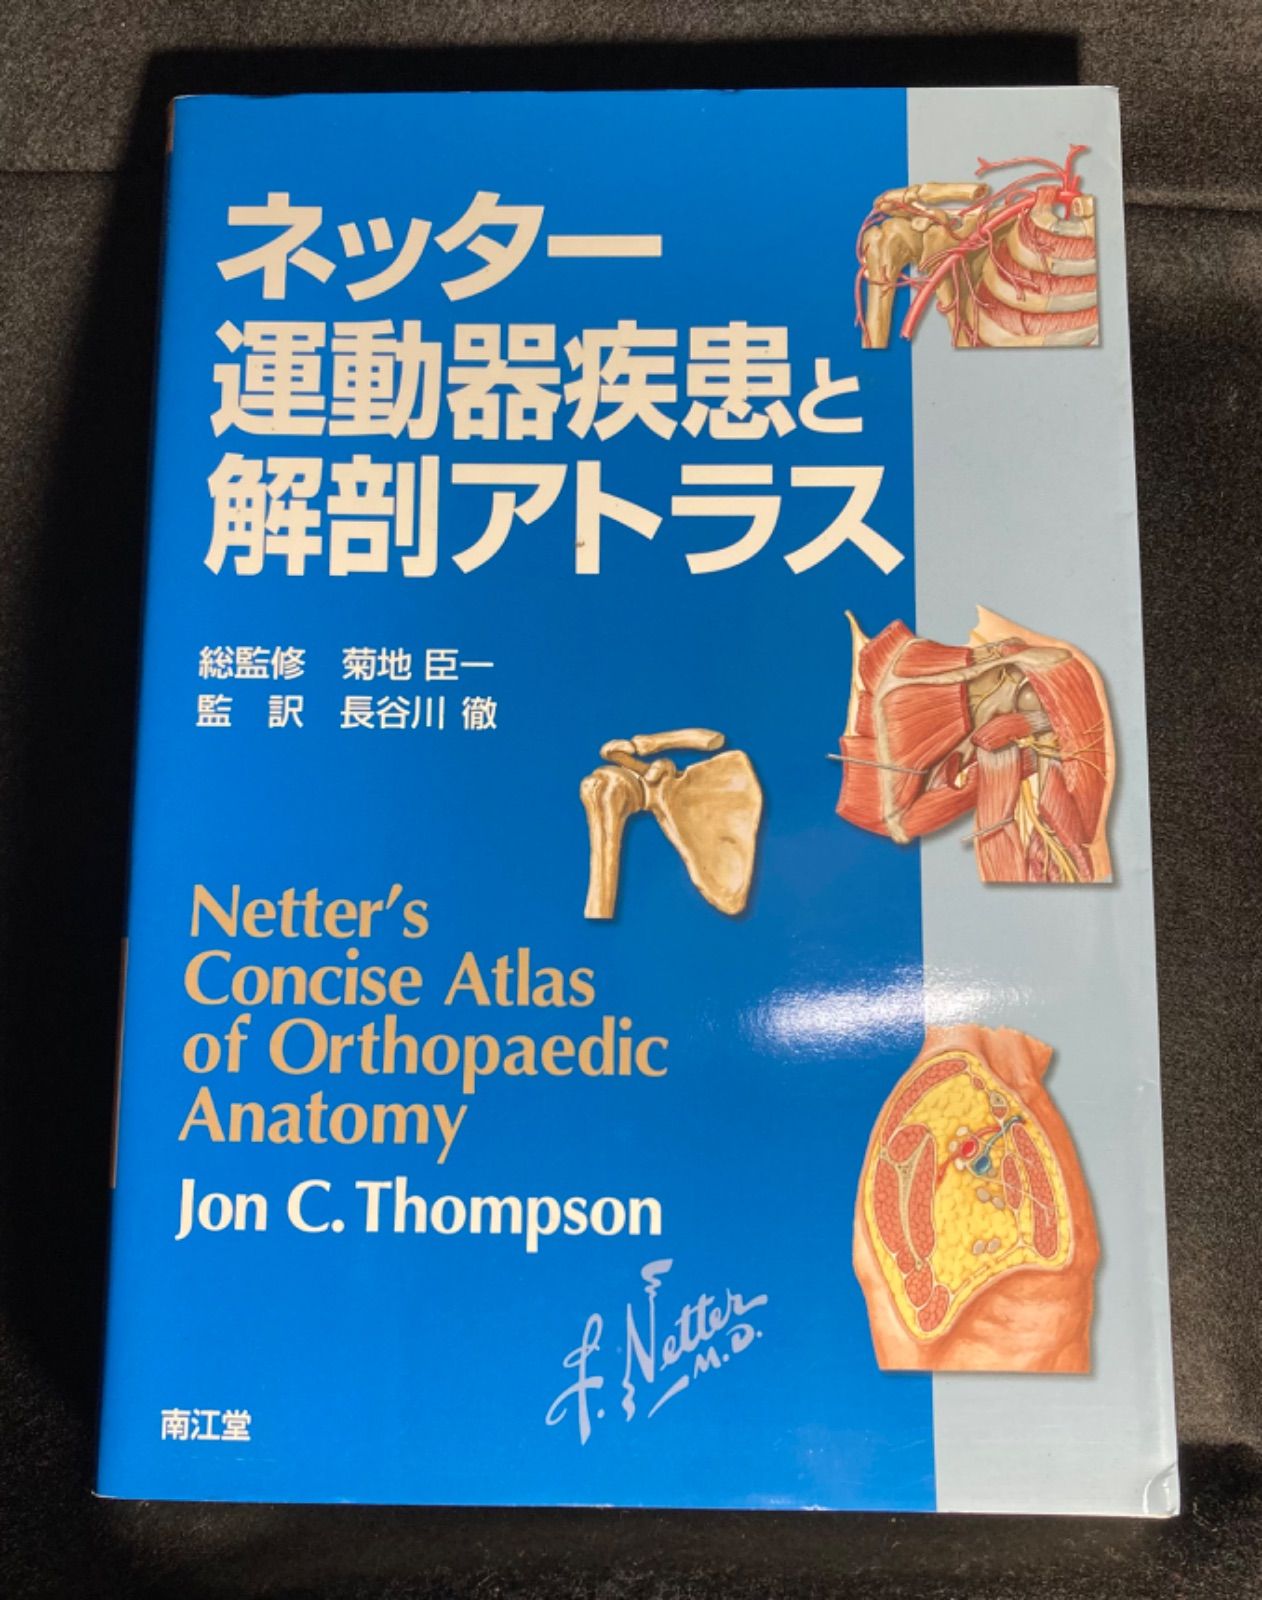 ネッター
運動器疾患と
解剖アトラス
総監修 菊地 臣一
監 訳 長谷川 徹
Netter's
Concise Atlas
of Orthopaedic
Anatomy
Jon C. Thompson
F. Netter
M.D.
南江堂